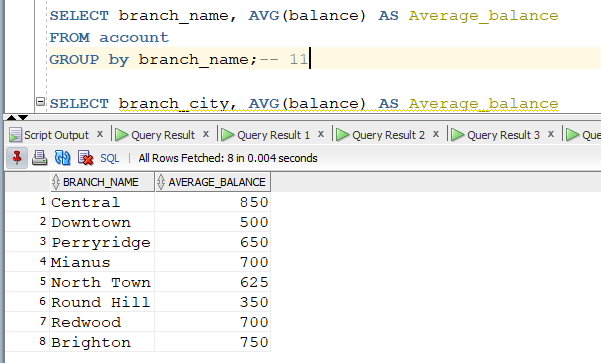 SELECT branch_name, AVG(balance) AS Average_balance
FROM account
GROUP by branch_name;-- 11
SELECT branch_city, AVG(balance) AS Average_balance
Script Output x Query Result x Query Result 1 x Query Result 2 x Query Result 3 x Que
SQL | All Rows Fetched: 8 in 0.004 seconds
BRANCH_NAME AVERAGE_BALANCE
1 Central 850
2 Downtown 500
3 Perryridge 650
4 Mianus 700
5 North Town 625
6 Round Hill 350
7 Redwood 700
8 Brighton 750